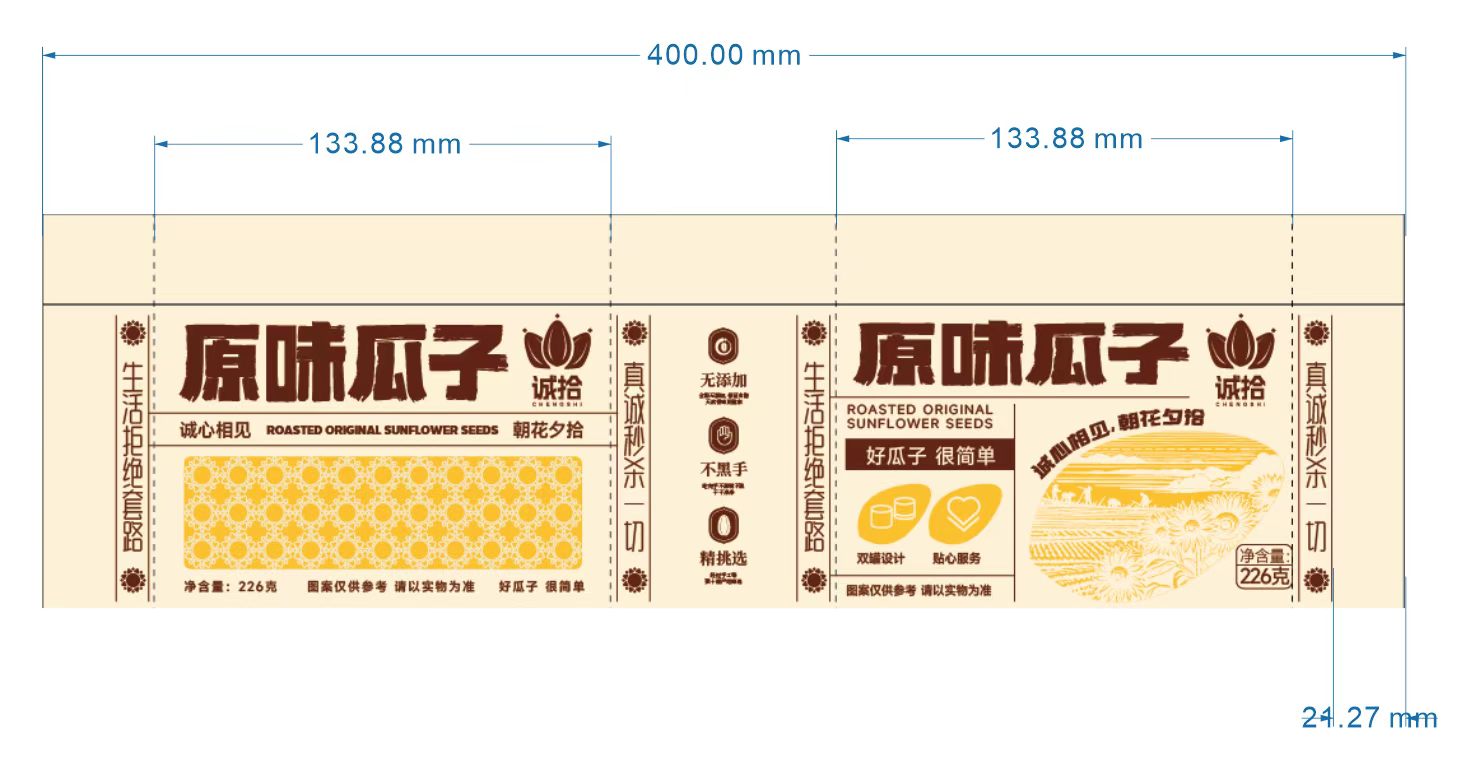 400.00 mm
133.88 mm
133.88 mm
生活拒绝套路
原味瓜子
诚拾
CHENGSHI
诚心相见 ROASTED ORIGINAL SUNFLOWER SEEDS 朝花夕拾
净含量：226克 图案仅供参考 请以实物为准 好瓜子 很简单
真诚秒杀一切
无添加
不黑手
精挑选
生活拒绝套路
原味瓜子
诚拾
CHENGSHI
ROASTED ORIGINAL
SUNFLOWER SEEDS
好瓜子 很简单
双罐设计 贴心服务
图案仅供参考 请以实物为准
诚心相见，朝花夕拾
净含量：
226克
真诚秒杀一切
21.27 mm